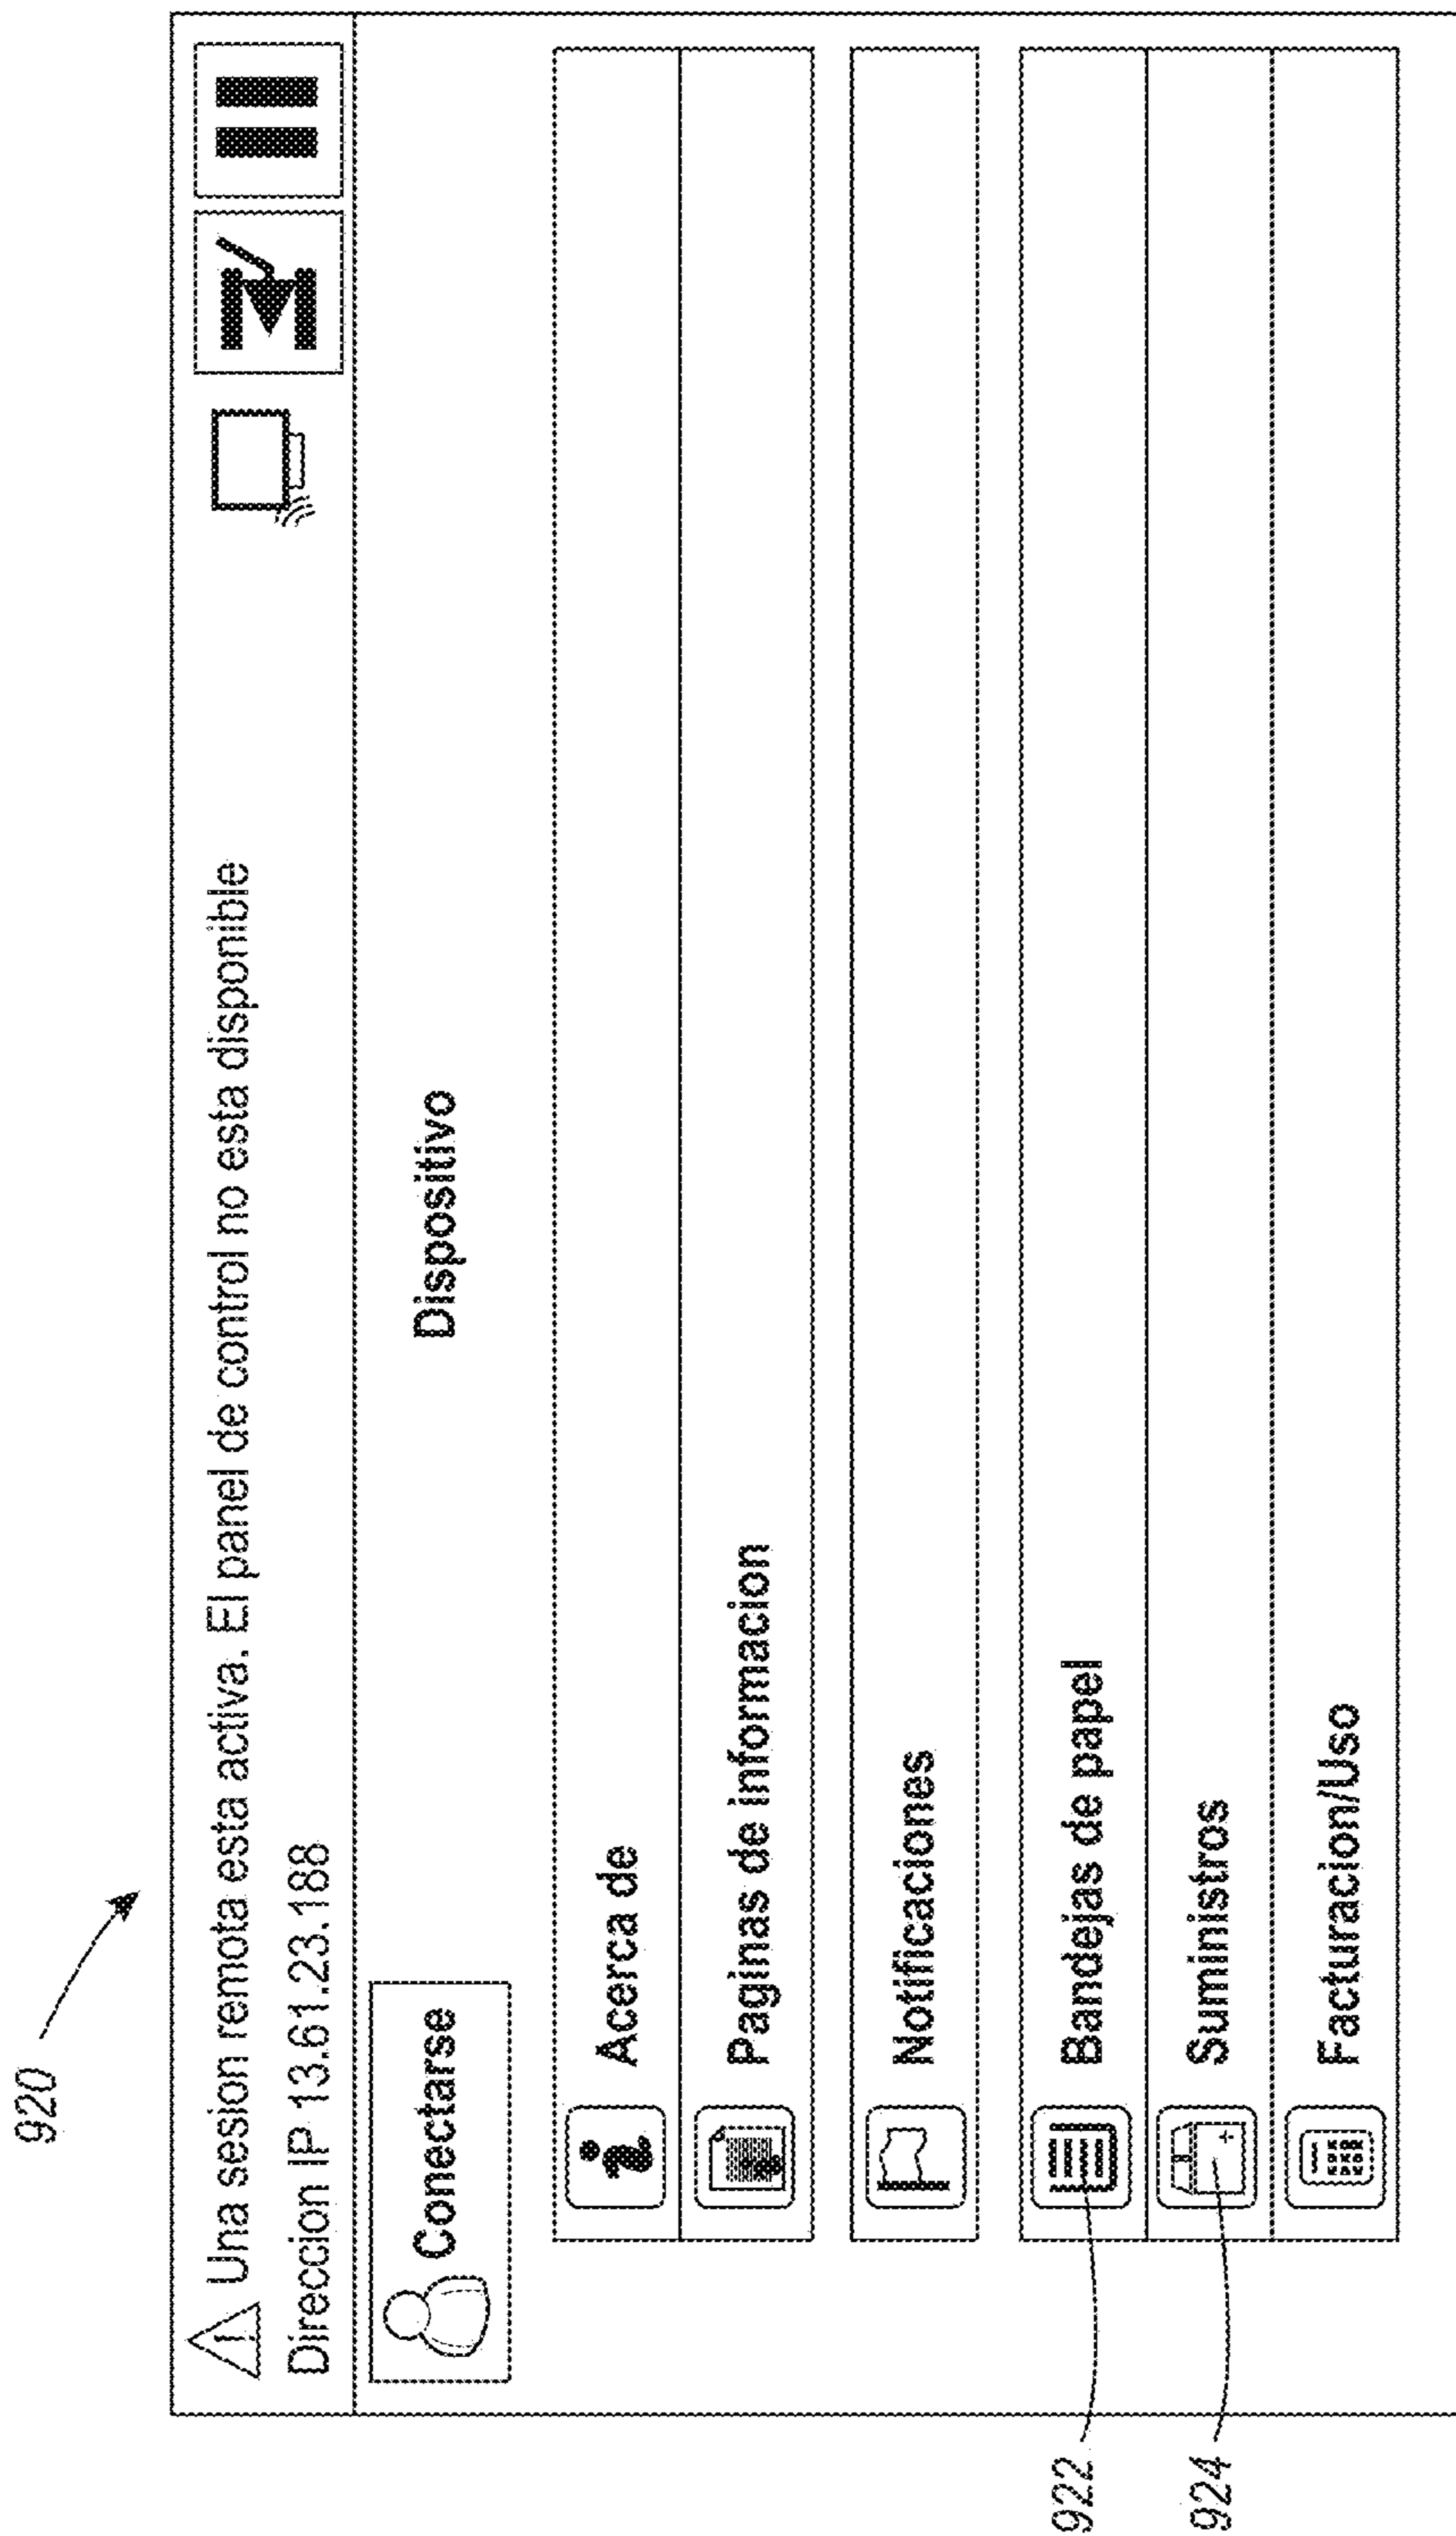 920
Una sesion remota esta activa. El panel de control no esta disponible
Direccion IP 13.61.23.188
Conectarse
Dispositivo
Acerca de
Paginas de informacion
Notificaciones
Bandejas de papel
922
Suministros
924
Facturacion/Uso